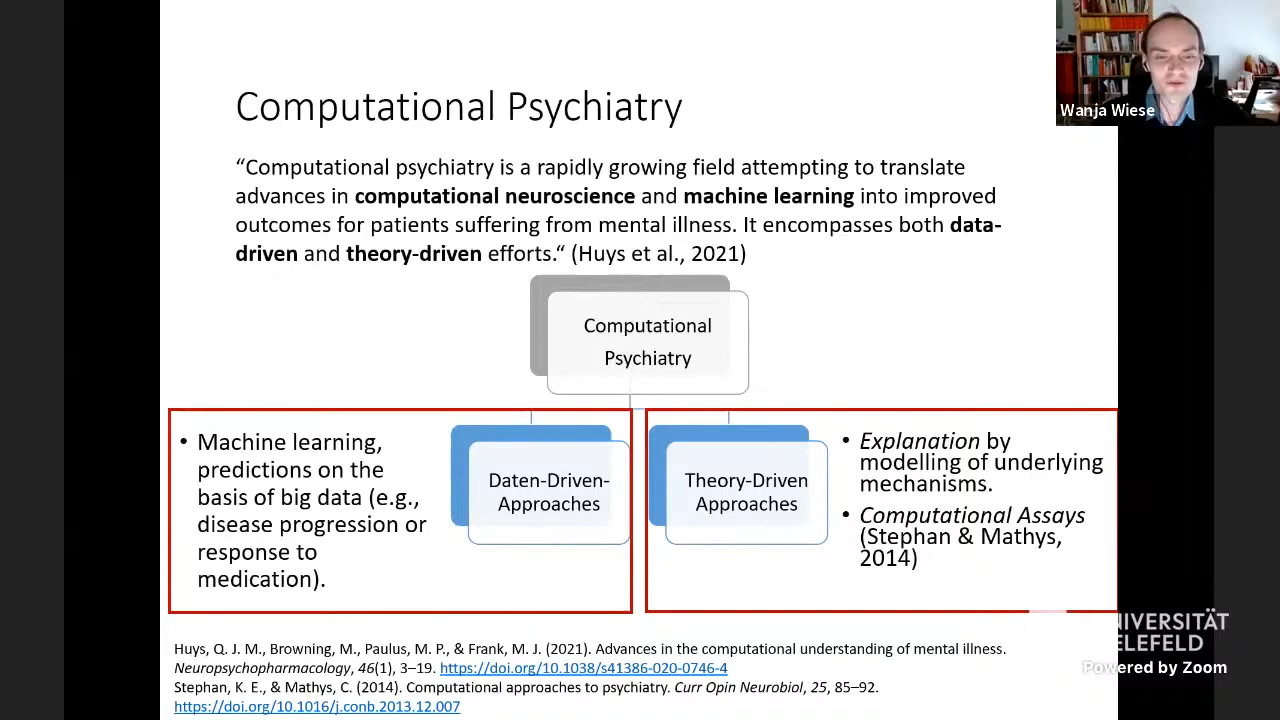 Computational Psychiatry
Wanja Wiese
“Computational psychiatry is a rapidly growing field attempting to translate
advances in computational neuroscience and machine learning into improved
outcomes for patients suffering from mental illness. It encompasses both data-
driven and theory-driven efforts.“ (Huys et al., 2021)
Computational
Psychiatry
• Machine learning,
predictions on the
basis of big data (e.g.,
disease progression or
response to
medication).
Daten-Driven-
Approaches
Theory-Driven
Approaches
• Explanation by
modelling of underlying
mechanisms.
• Computational Assays
(Stephan & Mathys,
2014)
Huys, Q. J. M., Browning, M., Paulus, M. P., & Frank, M. J. (2021). Advances in the computational understanding of mental illness.
Neuropsychopharmacology, 46(1), 3–19. https://doi.org/10.1038/s41386-020-0746-4
Stephan, K. E., & Mathys, C. (2014). Computational approaches to psychiatry. Curr Opin Neurobiol, 25, 85–92.
https://doi.org/10.1016/j.conb.2013.12.007
NIVERSITÄT
ELEFELD
Powered by Zoom